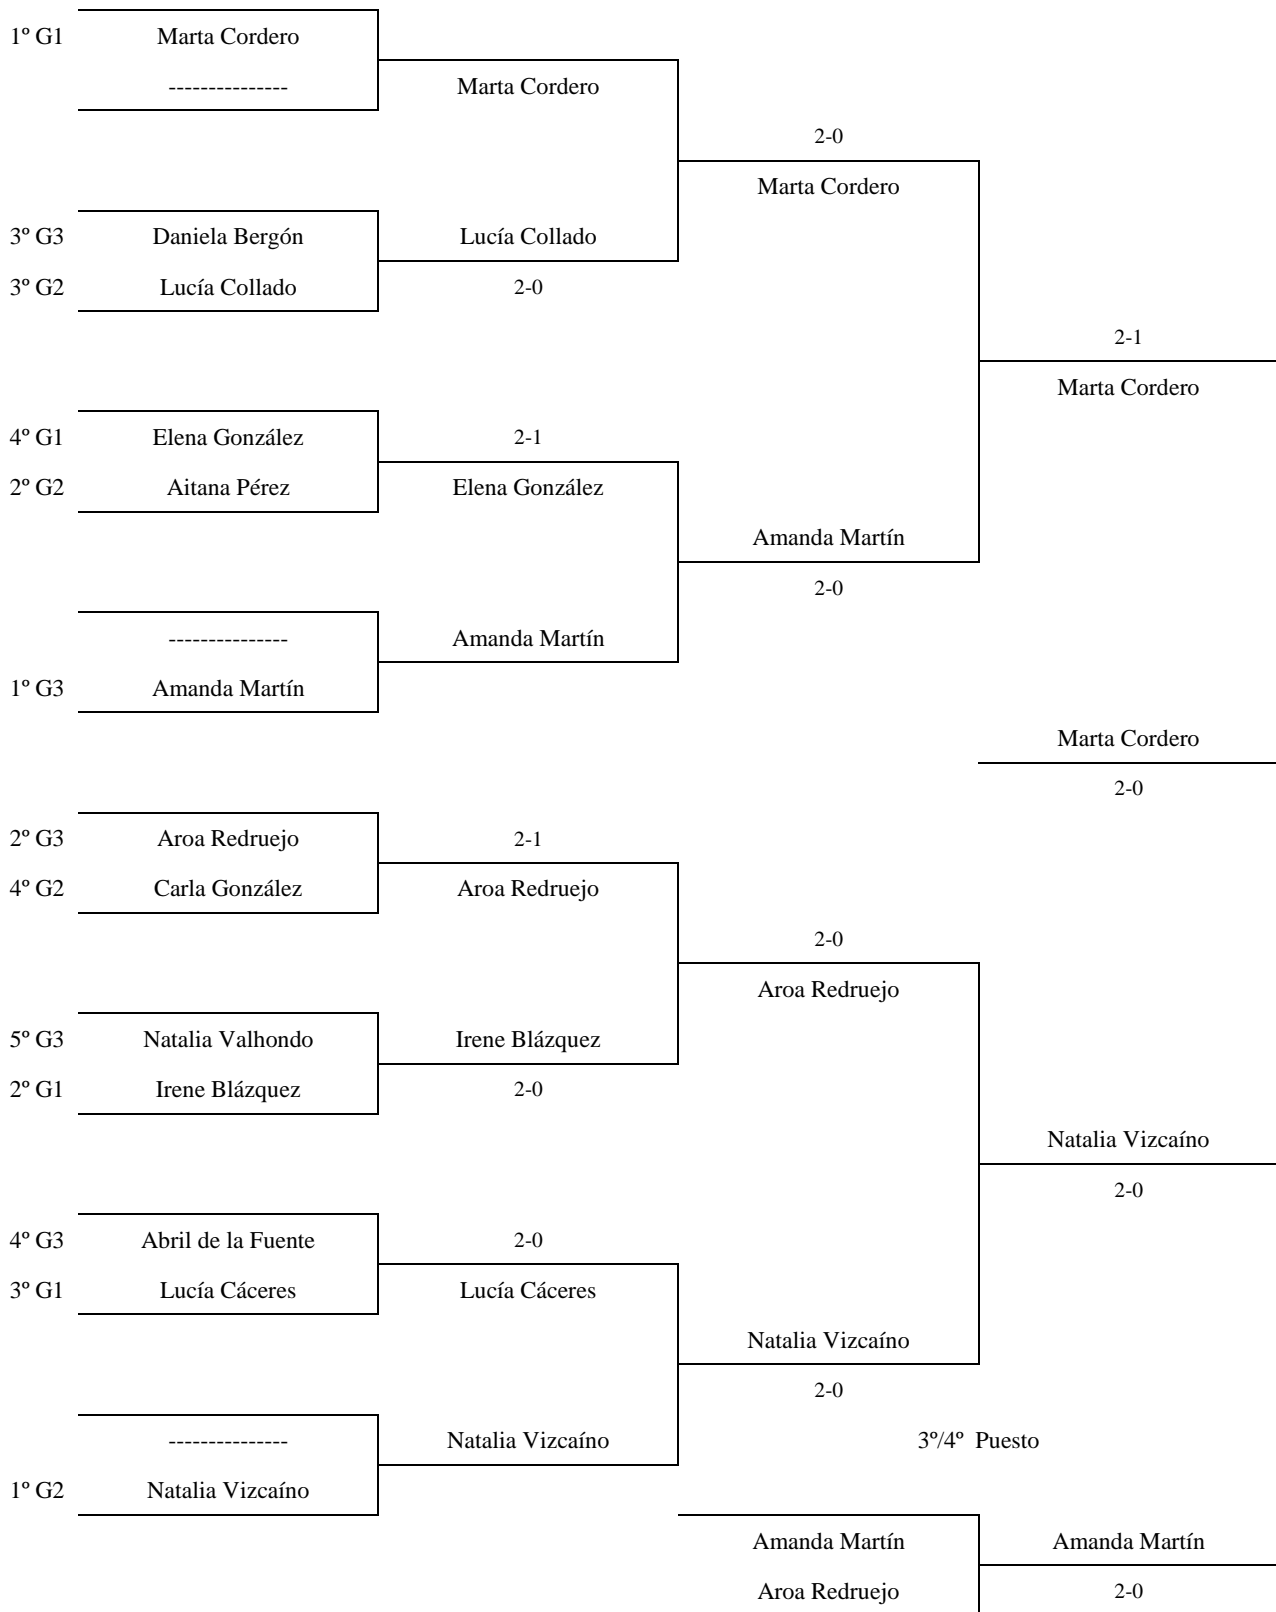 1º G1 Marta Cordero
--------------- Marta Cordero
2-0
Marta Cordero
3º G3 Daniela Bergón Lucía Collado
3º G2 Lucía Collado 2-0
2-1
Marta Cordero
4º G1 Elena González 2-1
2º G2 Aitana Pérez Elena González
Amanda Martín
2-0
--------------- Amanda Martín
1º G3 Amanda Martín
Marta Cordero
2-0
2º G3 Aroa Redruejo 2-1
4º G2 Carla González Aroa Redruejo
2-0
Aroa Redruejo
5º G3 Natalia Valhondo Irene Blázquez
2º G1 Irene Blázquez 2-0
Natalia Vizcaíno
2-0
4º G3 Abril de la Fuente 2-0
3º G1 Lucía Cáceres Lucía Cáceres
Natalia Vizcaíno
2-0
--------------- Natalia Vizcaíno 3º/4º Puesto
1º G2 Natalia Vizcaíno
Amanda Martín Amanda Martín
Aroa Redruejo 2-0